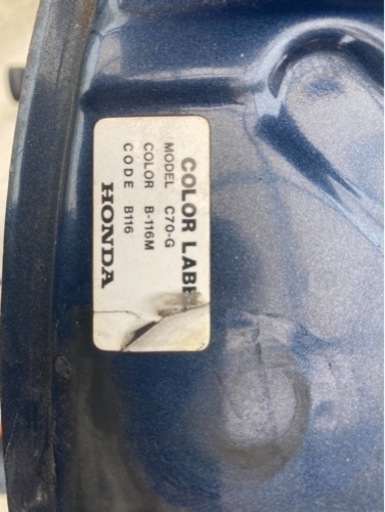 COLOR LABE
MODEL C70-G
COLOR B-116M
CODE B116
HONDA